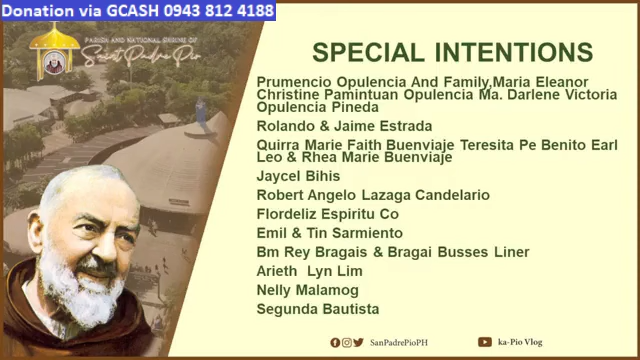 Donation via GCASH 0943 812 4188
PARISH AND NATIONAL SHRINE OF
Saint Padre Pio
SPECIAL INTENTIONS
Prumencio Opulencia And Family,Maria Eleanor
Christine Pamintuan Opulencia Ma. Darlene Victoria
Opulencia Pineda
Rolando & Jaime Estrada
Quirra Marie Faith Buenviaje Teresita Pe Benito Earl
Leo & Rhea Marie Buenviaje
Jaycel Bihis
Robert Angelo Lazaga Candelario
Flordeliz Espiritu Co
Emil & Tin Sarmiento
Bm Rey Bragais & Bragai Busses Liner
Arieth Lyn Lim
Nelly Malamog
Segunda Bautista
SanPadrePioPH
ka-Pio Vlog